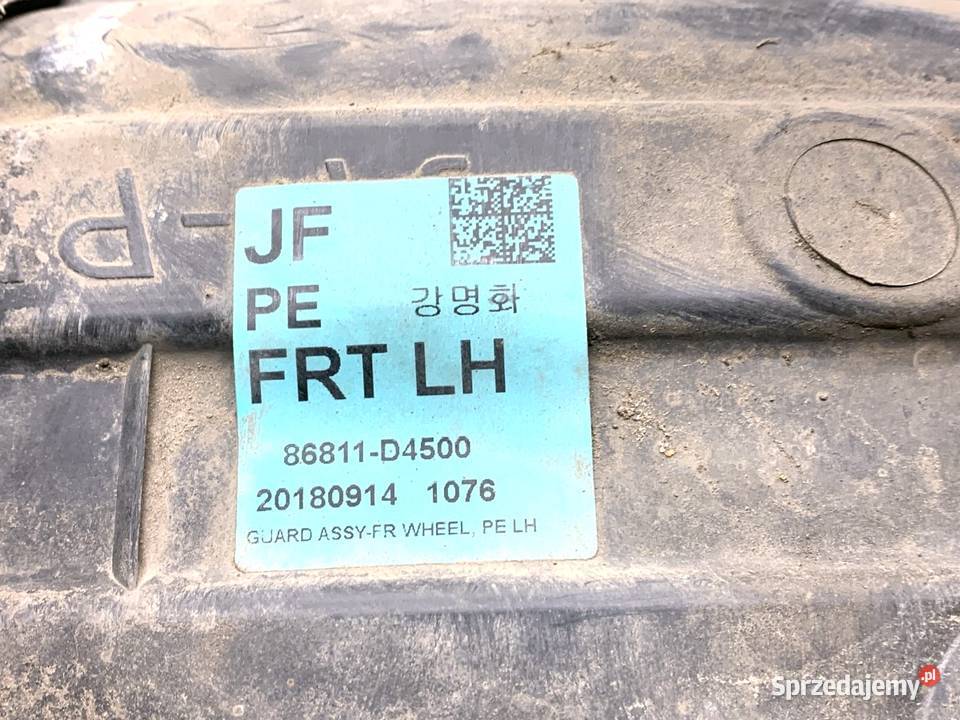 JF
PE 강명화
FRT LH
86811-D4500
20180914 1076
GUARD ASSY-FR WHEEL, PE LH
Sprzedajemy.pl